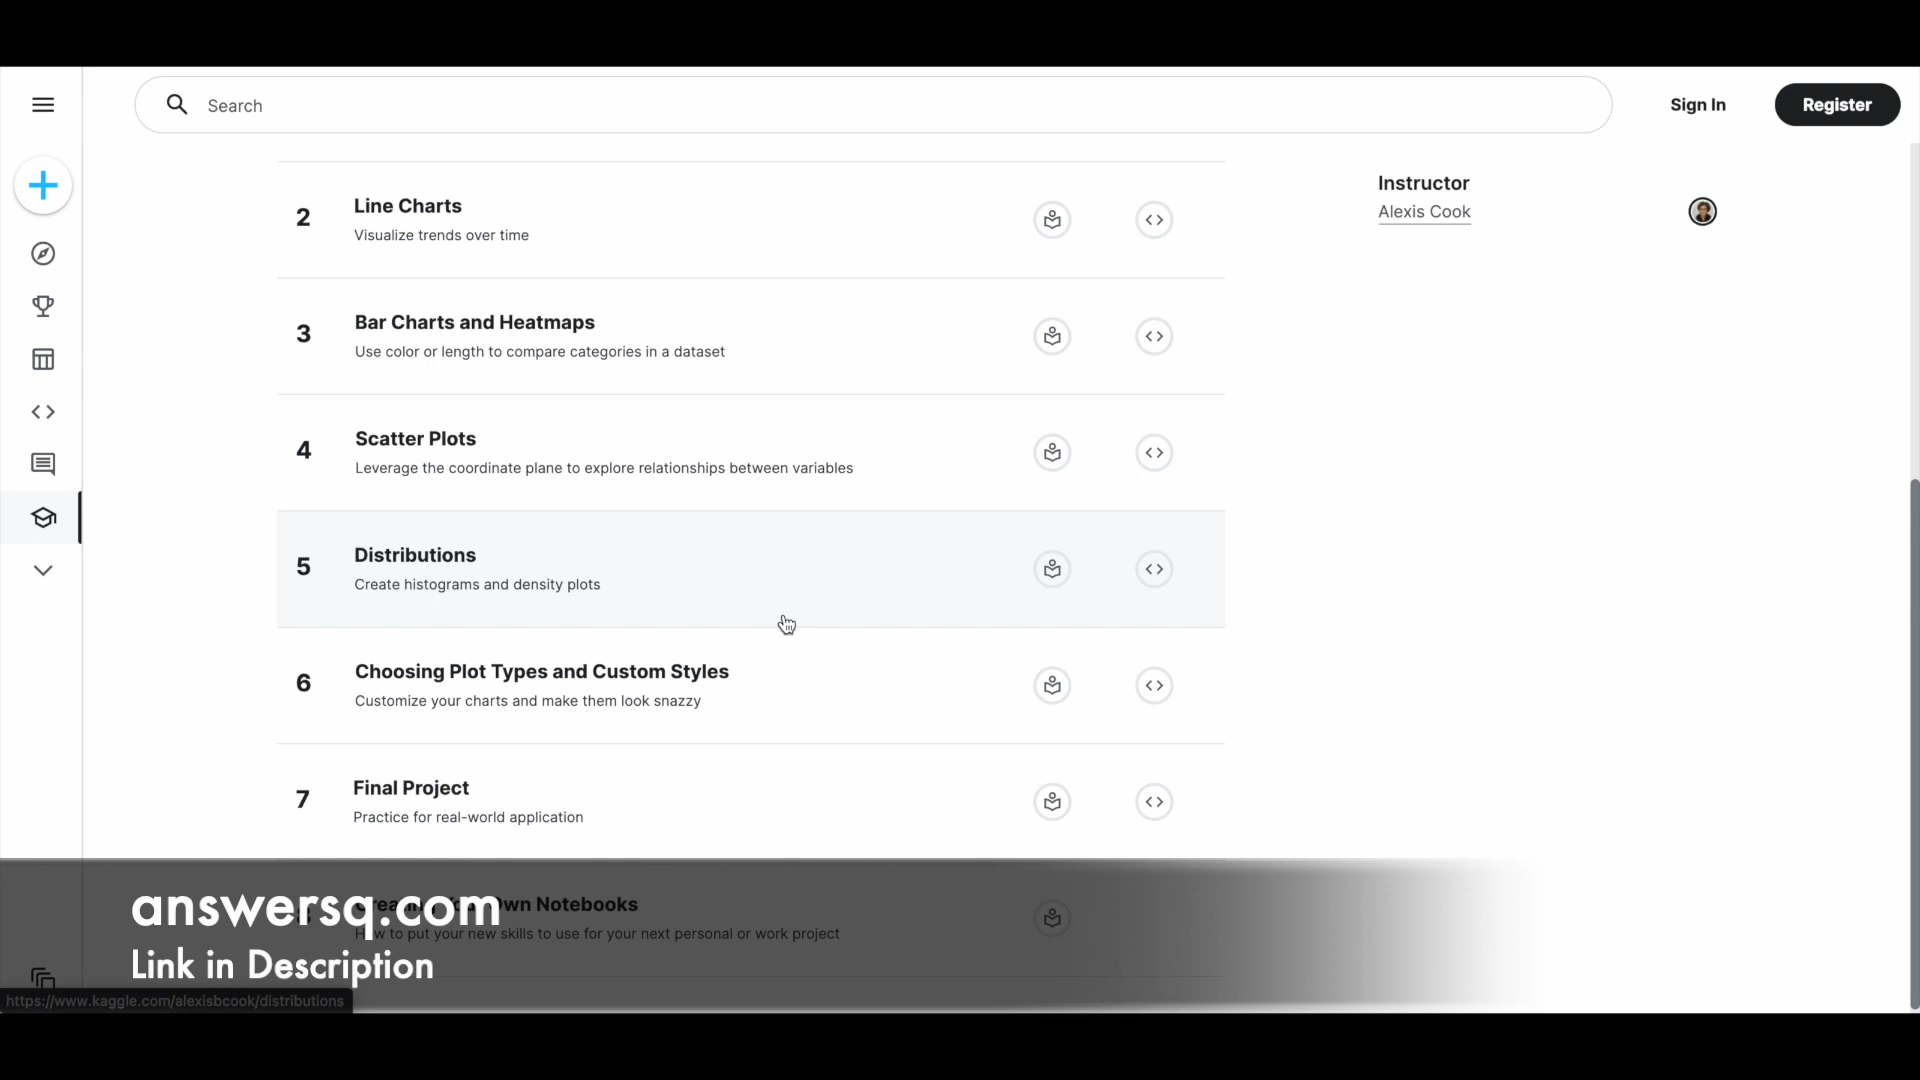 Search
Sign In
Register
Instructor
Alexis Cook
2
Line Charts
Visualize trends over time
3
Bar Charts and Heatmaps
Use color or length to compare categories in a dataset
4
Scatter Plots
Leverage the coordinate plane to explore relationships between variables
5
Distributions
Create histograms and density plots
6
Choosing Plot Types and Custom Styles
Customize your charts and make them look snazzy
7
Final Project
Practice for real-world application
Own Notebooks
to put your new skills to use for your next personal or work project
answersq.com
Link in Description
https://www.kaggle.com/alexisbcook/distributions